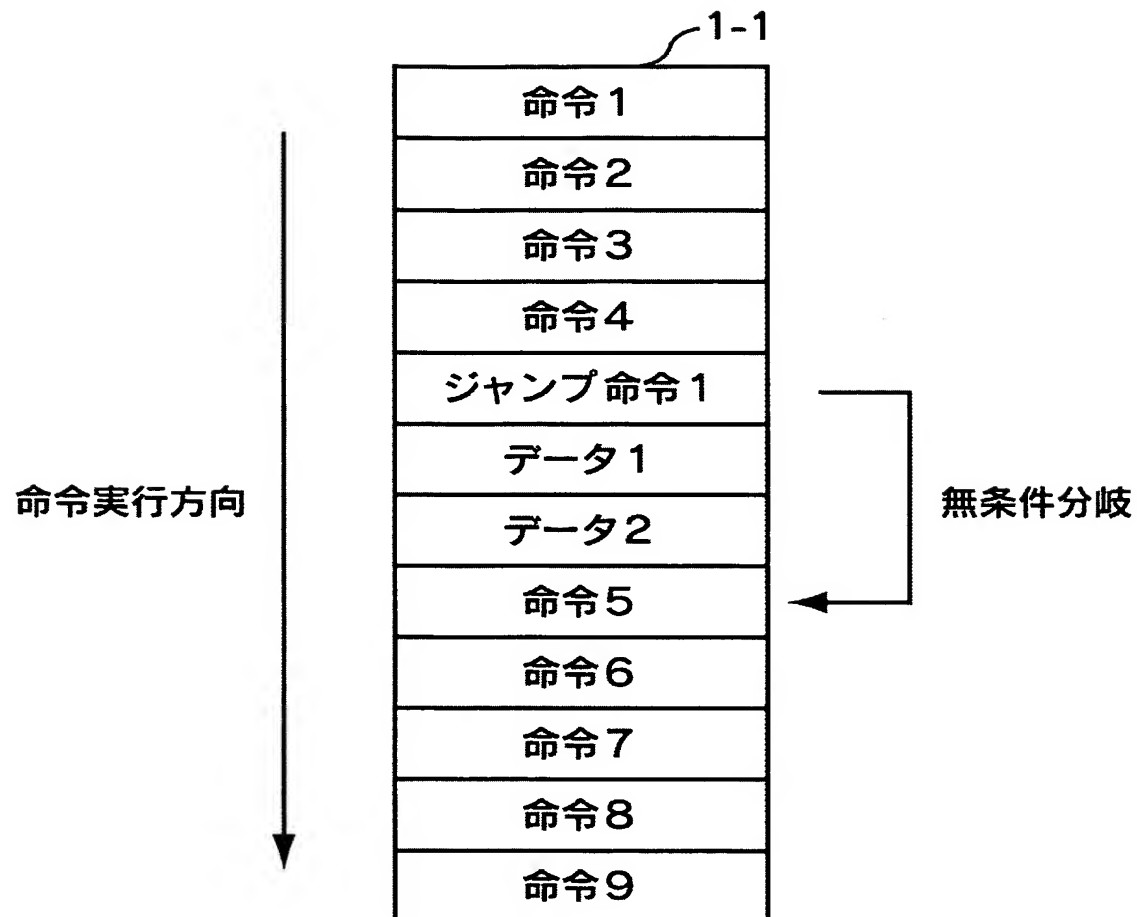 1-1
命令1
命令2
命令3
命令4
ジャンプ命令1
データ1
命令実行方向
データ2
無条件分岐
命令5
命令6
命令7
命令8
命令9